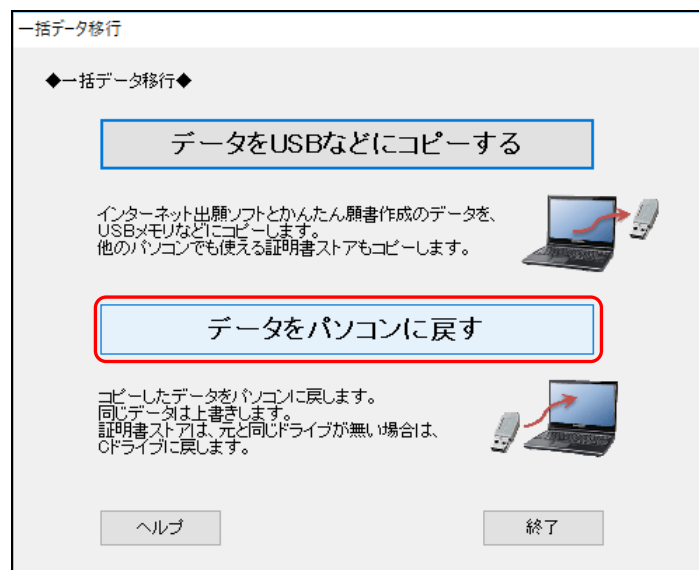 一括データ移行
◆一括データ移行◆
データをUSBなどにコピーする
インターネット出願ソフトとかんたん願書作成のデータを、
USBメモリなどにコピーします。
他のパソコンでも使える証明書ストアもコピーします。
データをパソコンに戻す
コピーしたデータをパソコンに戻します。
同じデータは上書きします。
証明書ストアは、元と同じドライブが無い場合は、
Cドライブに戻します。
ヘルプ
終了